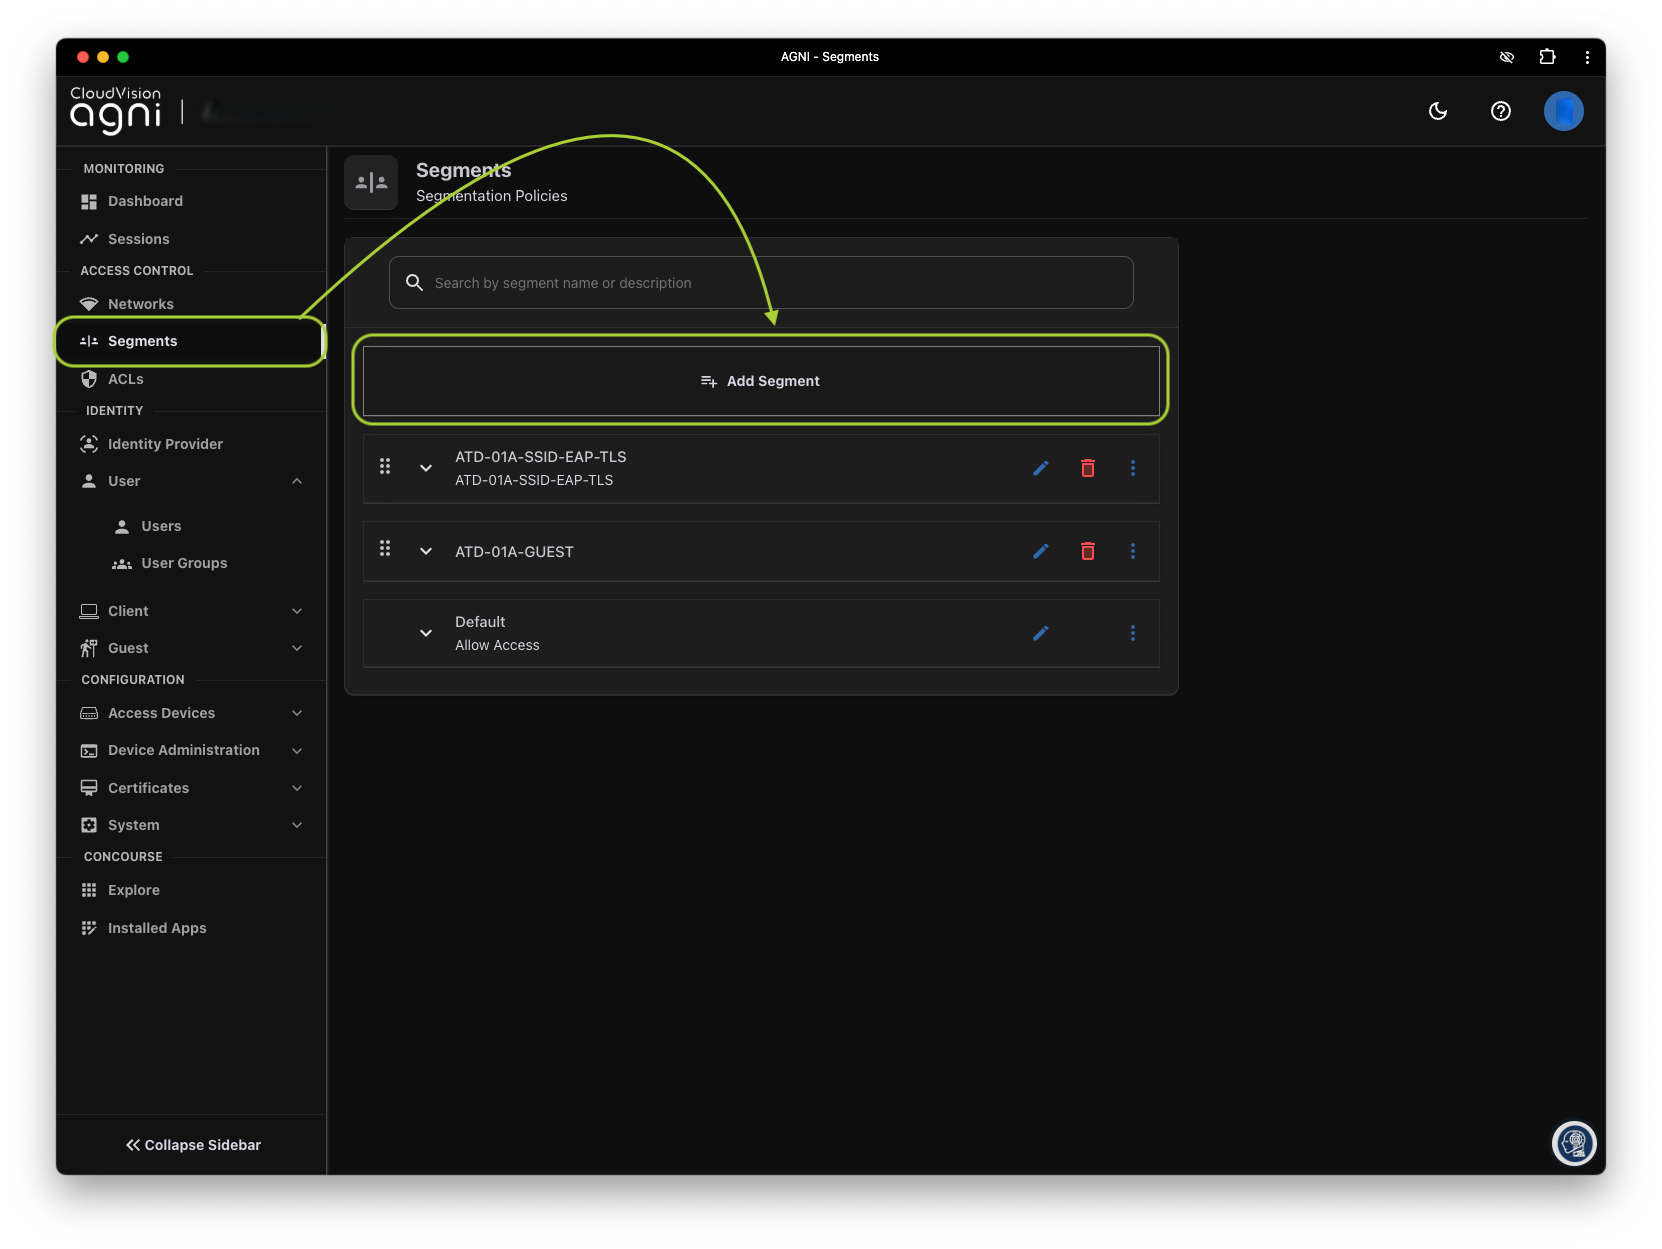 AGNI - Segments
CloudVision
agni
MONITORING
Dashboard
Sessions
ACCESS CONTROL
Networks
Segments
ACLs
IDENTITY
Identity Provider
User
Users
User Groups
Client
Guest
CONFIGURATION
Access Devices
Device Administration
Certificates
System
CONCOURSE
Explore
Installed Apps
Collapse Sidebar
Segments
Segmentation Policies
Search by segment name or description
Add Segment
ATD-01A-SSID-EAP-TLS
ATD-01A-SSID-EAP-TLS
ATD-01A-GUEST
Default
Allow Access